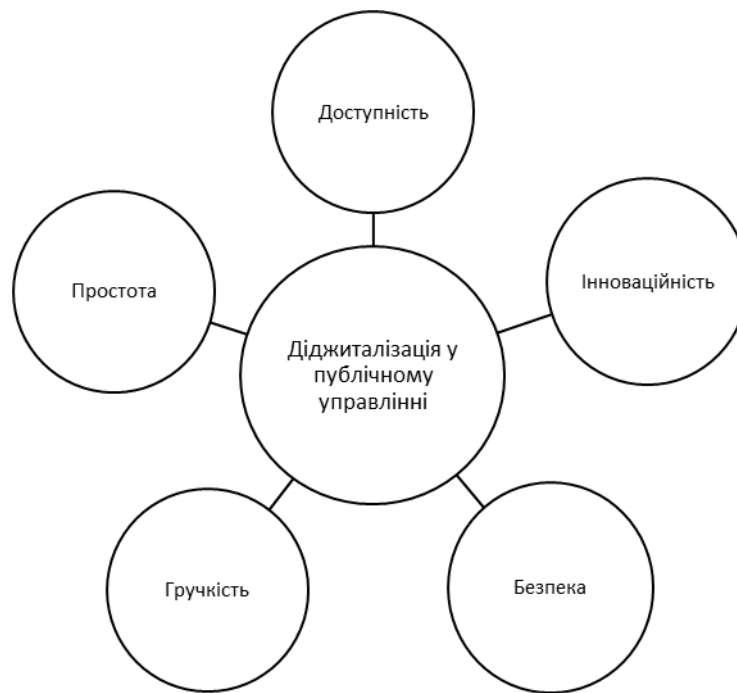 Доступність
Інноваційність
Простота
Діджиталізація у
публічному
управлінні
Гручкість
Безпека